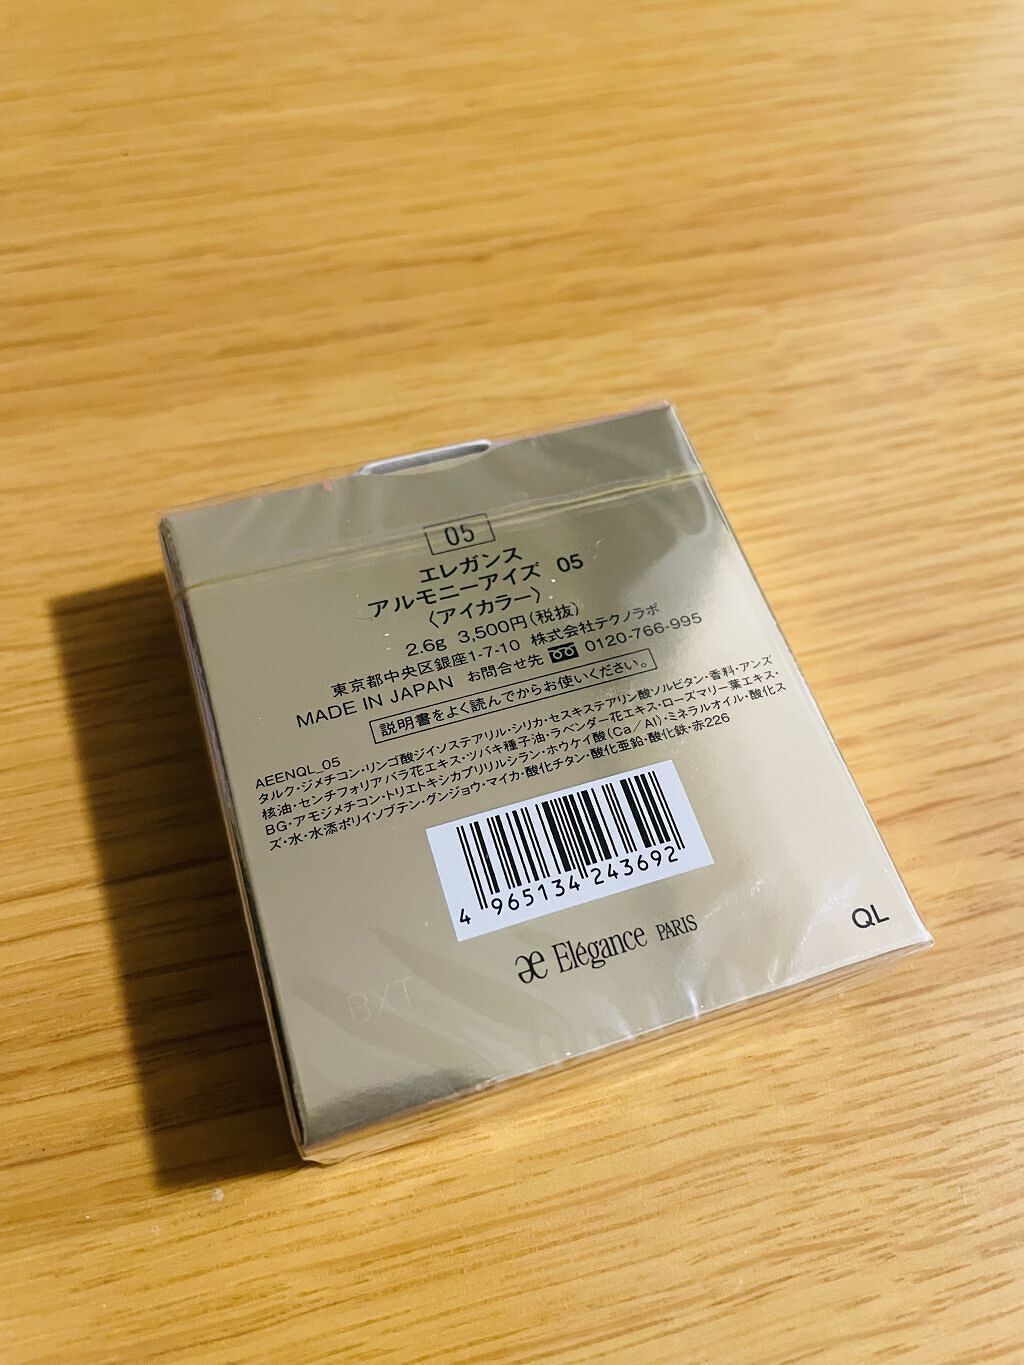 05
エレガンス
アルモニーアイズ 05
〈アイカラー〉
2.6g 3,500円(税抜)
東京都中央区銀座1-7-10 株式会社テクノラボ
MADE IN JAPAN お問合せ先 0120-766-995
説明書をよく読んでからお使いください。
AEENQL_05
タルク・ジメチコン・リンゴ酸ジイソステアリル・シリカ・セスキステアリン酸ソルビタン・香料・アンズ
核油・センチフォリアバラ花エキス・ツバキ種子油・ラベンダー花エキス・ローズマリー葉エキス・
BG・アモジメチコン・トリエトキシカプリリルシラン・ホウケイ酸(Ca/Al)・ミネラルオイル・酸化ス
ズ・水・水添ポリイソブテン・グンジョウ・マイカ・酸化チタン・酸化亜鉛・酸化鉄・赤226
4 965134 243692
æ Elégance PARIS
QL
BXT